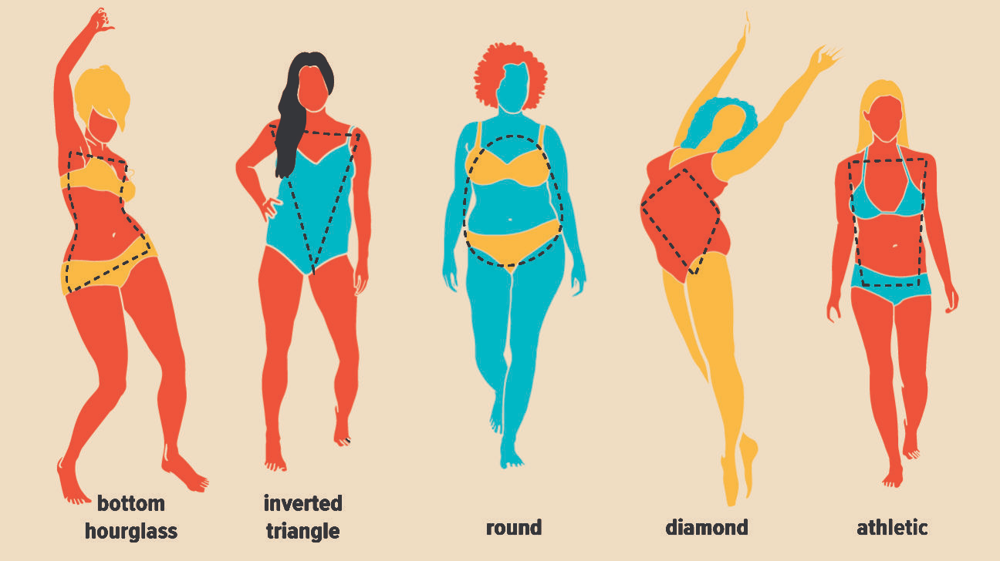 bottom
hourglass
inverted
triangle
round
diamond
athletic